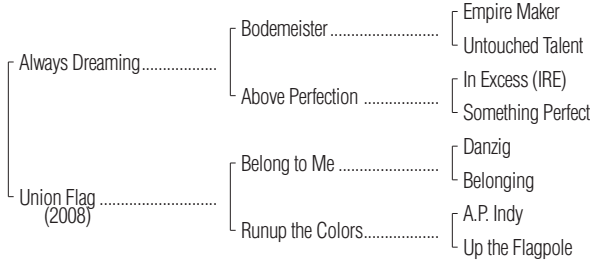 Empire Maker
Bodemeister
Untouched Talent
Always Dreaming
In Excess (IRE)
Above Perfection
Something Perfect
Danzig
Belong to Me
Belonging
Union Flag
(2008)
A.P. Indy
Runup the Colors
Up the Flagpole